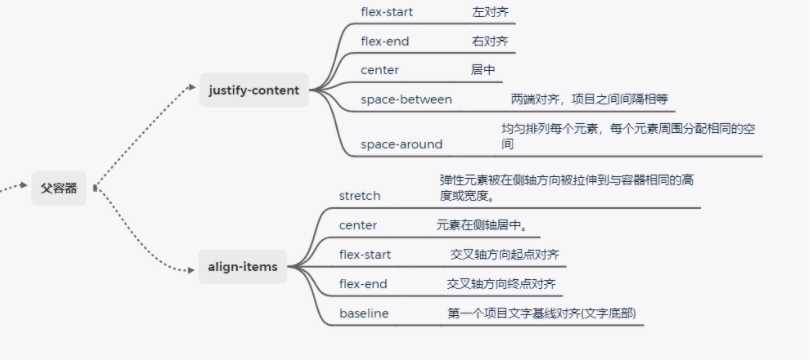 父容器
justify-content
flex-start 左对齐
flex-end 右对齐
center 居中
space-between 两端对齐，项目之间间隔相等
space-around 均匀排列每个元素，每个元素周围分配相同的空
间
align-items
stretch 弹性元素被在侧轴方向被拉伸到与容器相同的高
度或宽度。
center 元素在侧轴居中。
flex-start 交叉轴方向起点对齐
flex-end 交叉轴方向终点对齐
baseline 第一个项目文字基线对齐(文字底部)